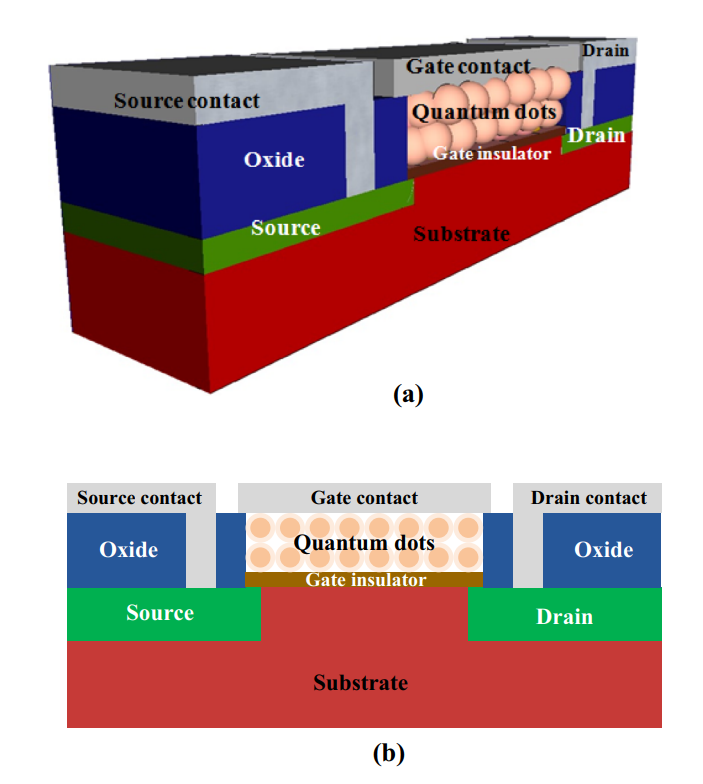 Drain
Gate contact
Source contact
Quantum dots
Drain
Gate insulator
Oxide
Source
Substrate
(a)
Source contact
Gate contact
Drain contact
Oxide
Quantum dots
Oxide
Gate insulator
Source
Drain
Substrate
(b)